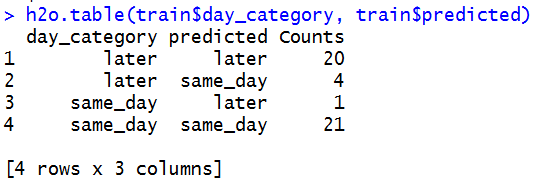 > h2o.table(train$day_category, train$predicted)
day_category predicted Counts
1 later later 20
2 later same_day 4
3 same_day later 1
4 same_day same_day 21
[4 rows x 3 columns]